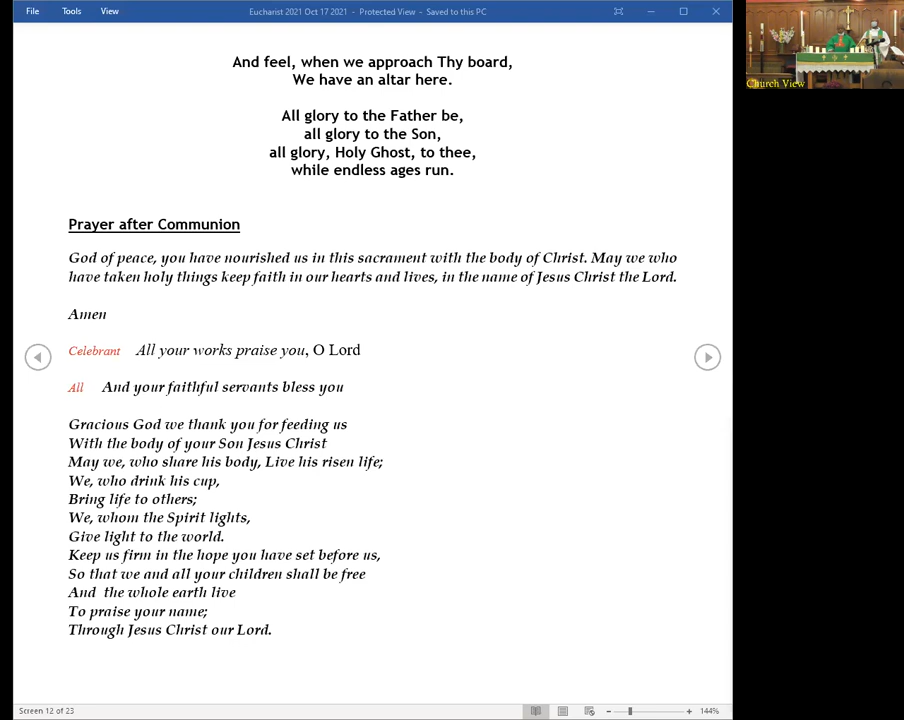 File Tools View Eucharist 2021 Oct 17 2021 - Protected View - Saved to this PC
And feel, when we approach Thy board,
We have an altar here.
All glory to the Father be,
all glory to the Son,
all glory, Holy Ghost, to thee,
while endless ages run.
Prayer after Communion
God of peace, you have nourished us in this sacrament with the body of Christ. May we who
have taken holy things keep faith in our hearts and lives, in the name of Jesus Christ the Lord.
Amen
Celebrant All your works praise you, O Lord
All And your faithful servants bless you
Gracious God we thank you for feeding us
With the body of your Son Jesus Christ
May we, who share his body, Live his risen life;
We, who drink his cup,
Bring life to others;
We, whom the Spirit lights,
Give light to the world.
Keep us firm in the hope you have set before us,
So that we and all your children shall be free
And the whole earth live
To praise your name;
Through Jesus Christ our Lord.
Screen 12 of 23
144%
Church View